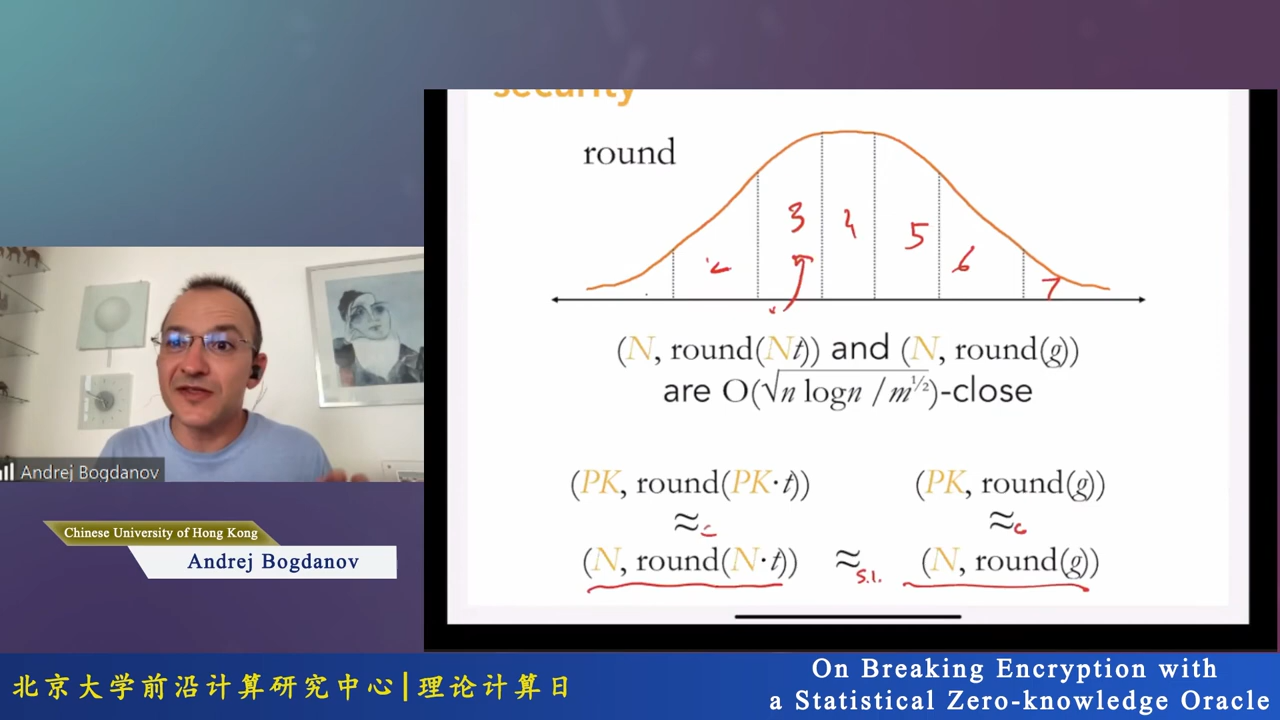 security
round
2
3
4
5
6
7
(N, round(Nt)) and (N, round(g))
are O(√n logn /m^½)-close
(PK, round(PK·t)) (PK, round(g))
≈c ≈c
(N, round(N·t)) ≈s.i. (N, round(g))
Andrej Bogdanov
Chinese University of Hong Kong
Andrej Bogdanov
北京大学前沿计算研究中心|理论计算日
On Breaking Encryption with
a Statistical Zero-knowledge Oracle